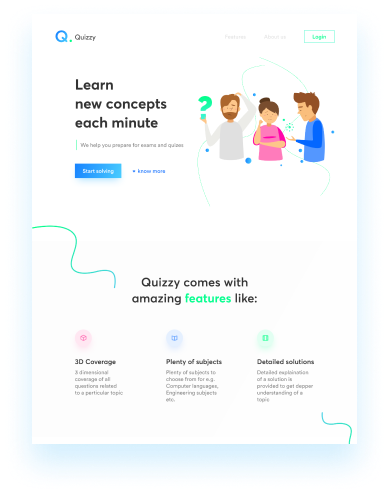 Q. Quizzy
Features About us Login
Learn
new concepts
each minute
?
We help you prepare for exams and quizes
Start solving know more
Quizzy comes with
amazing features like:
3D Coverage
3 dimensional
coverage of all
questions related
to a particular topic
Plenty of subjects
Plenty of subjects to
choose from for e.g.
Computer languages,
Engineering subjects
etc.
Detailed solutions
Detailed explaination
of a solution is
provided to get depper
understanding of a
topic